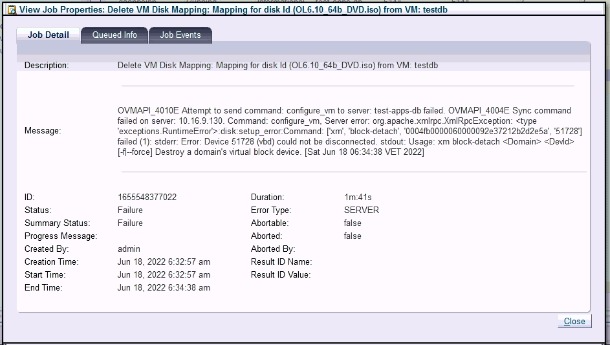 View Job Properties: Delete VM Disk Mapping: Mapping for disk Id (OL6.10_64b_DVD.iso) from VM: testdb
Job Detail Queued Info Job Events
Description: Delete VM Disk Mapping: Mapping for disk Id (OL6.10_64b_DVD.iso) from VM: testdb
OVMAPI_4010E Attempt to send command: configure_vm to server: test-apps-db failed. OVMAPI_4004E Sync command
failed on server: 10.16.9.130. Command: configure_vm, Server error: org.apache.xmlrpc.XmlRpcException: <type
Message: 'exceptions.RuntimeError'>:disk:setup_error:Command: ['xm', 'block-detach', '0004fb0000060000092e37212b2d2e5a', '51728']
failed (1): stderr: Error: Device 51728 (vbd) could not be disconnected. stdout: Usage: xm block-detach <Domain> <DevId>
[-f|--force] Destroy a domain's virtual block device. [Sat Jun 18 06:34:38 VET 2022]
ID: 1655548377022 Duration: 1m:41s
Status: Failure Error Type: SERVER
Summary Status: Failure Abortable: false
Progress Message: Aborted: false
Created By: admin Aborted By:
Creation Time: Jun 18, 2022 6:32:57 am Result ID Name:
Start Time: Jun 18, 2022 6:32:57 am Result ID Value:
End Time: Jun 18, 2022 6:34:38 am
Close